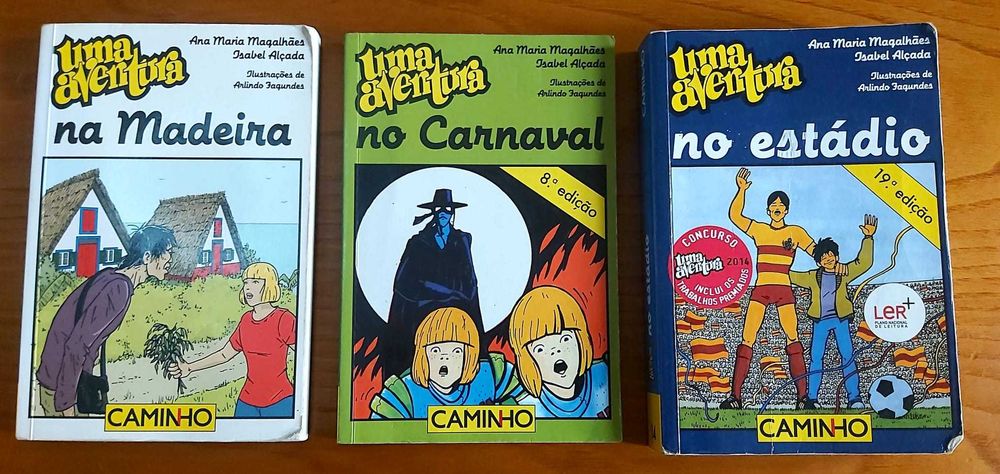 uma
aventura
Ana Maria Magalhães
Isabel Alçada
Ilustrações de
Arlindo Fagundes
na Madeira
CAMINHO
uma
aventura
Ana Maria Magalhães
Isabel Alçada
Ilustrações de
Arlindo Fagundes
no Carnaval
8.ª edição
CAMINHO
uma
aventura
Ana Maria Magalhães
Isabel Alçada
Ilustrações de
Arlindo Fagundes
no estádio
19.ª edição
CONCURSO
uma
aventura
2014
INCLUI OS
TRABALHOS PREMIADOS
LeR+
PLANO NACIONAL
DE LEITURA
CAMINHO